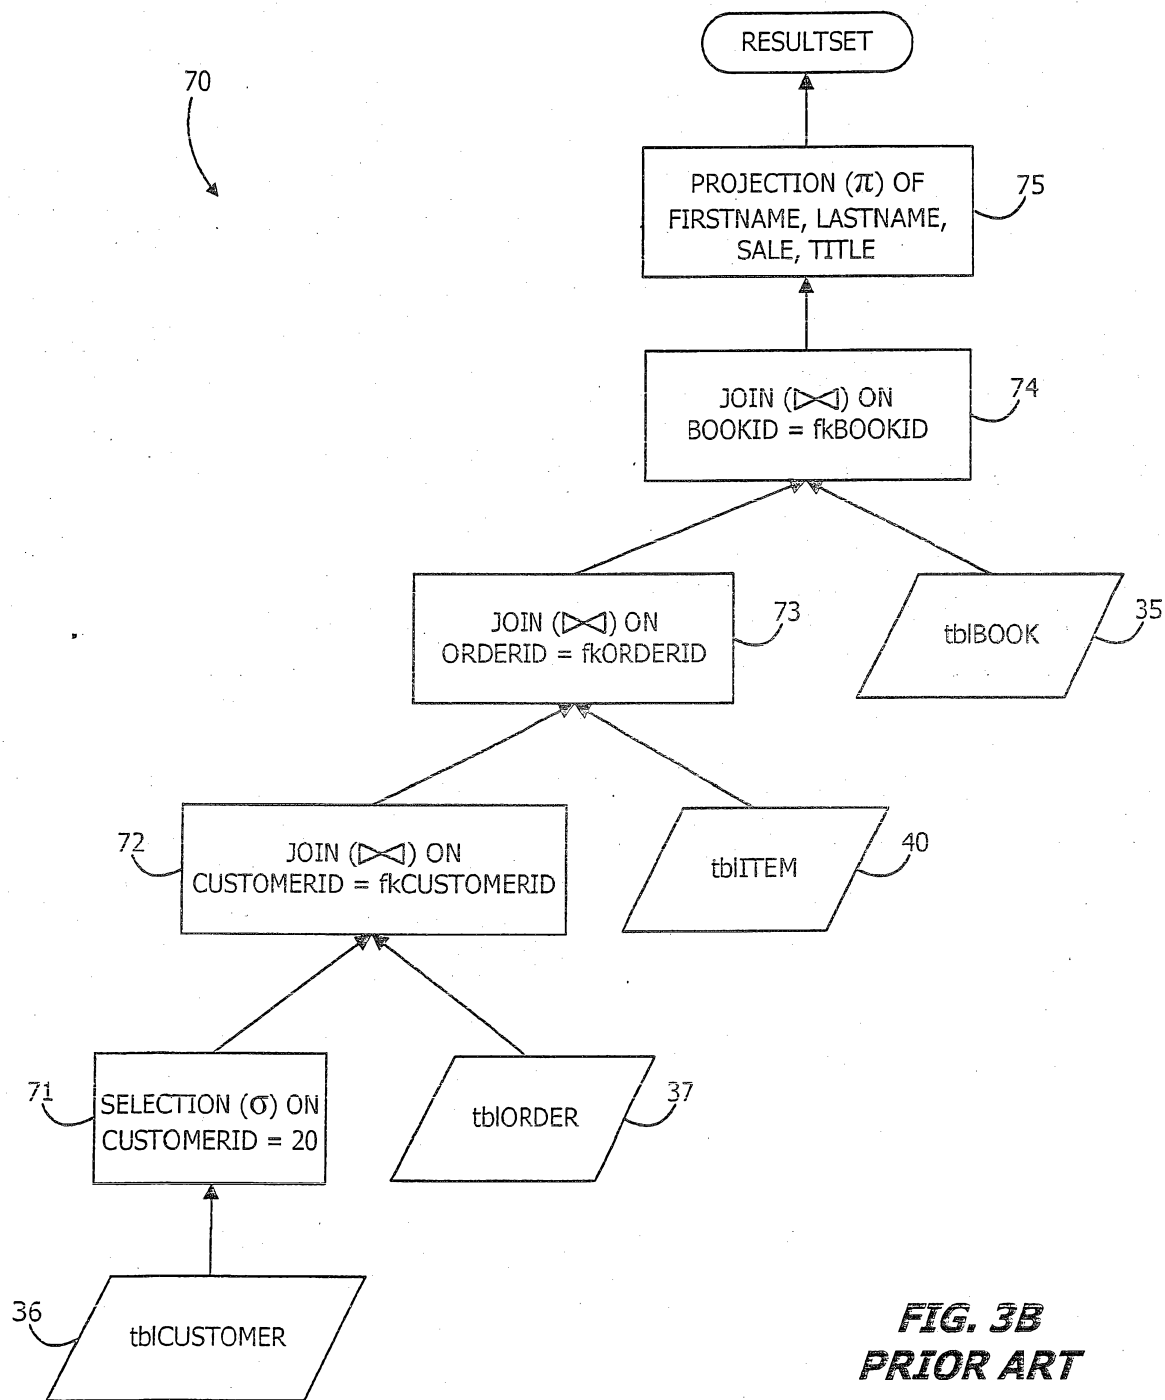 RESULTSET
70
PROJECTION (π) OF
FIRSTNAME, LASTNAME,
SALE, TITLE
75
JOIN (⋈) ON
BOOKID = fkBOOKID
74
JOIN (⋈) ON
ORDERID = fkORDERID
73
tblBOOK
35
72
JOIN (⋈) ON
CUSTOMERID = fkCUSTOMERID
tblITEM
40
71
SELECTION (σ) ON
CUSTOMERID = 20
tblORDER
37
36
tblCUSTOMER
FIG. 3B
PRIOR ART